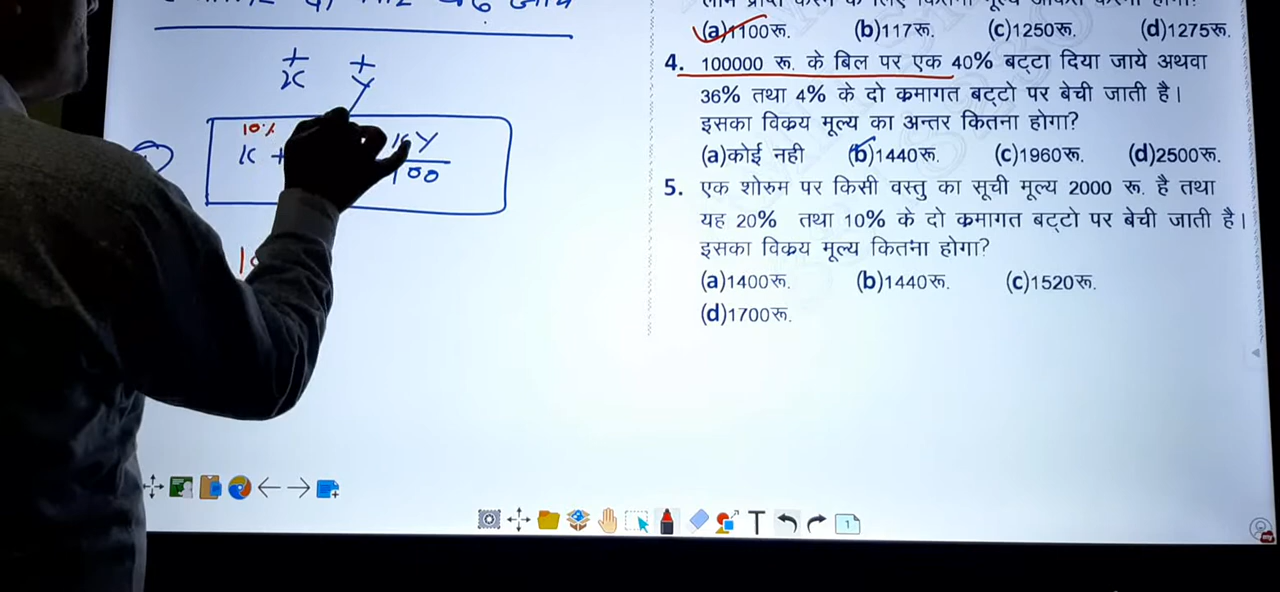 + +
x y
10%
x +
xy
100
(a)1100रू. (b)117रू. (c)1250रू. (d)1275रू.
4. 100000 रू. के बिल पर एक 40% बट्टा दिया जाये अथवा
36% तथा 4% के दो क्रमागत बट्टो पर बेची जाती है।
इसका विक्रय मूल्य का अन्तर कितना होगा?
(a)कोई नही (b)1440रू. (c)1960रू. (d)2500रू.
5. एक शोरुम पर किसी वस्तु का सूची मूल्य 2000 रू. है तथा
यह 20% तथा 10% के दो क्रमागत बट्टो पर बेची जाती है।
इसका विक्रय मूल्य कितना होगा?
(a)1400रू. (b)1440रू. (c)1520रू.
(d)1700रू.
T
1